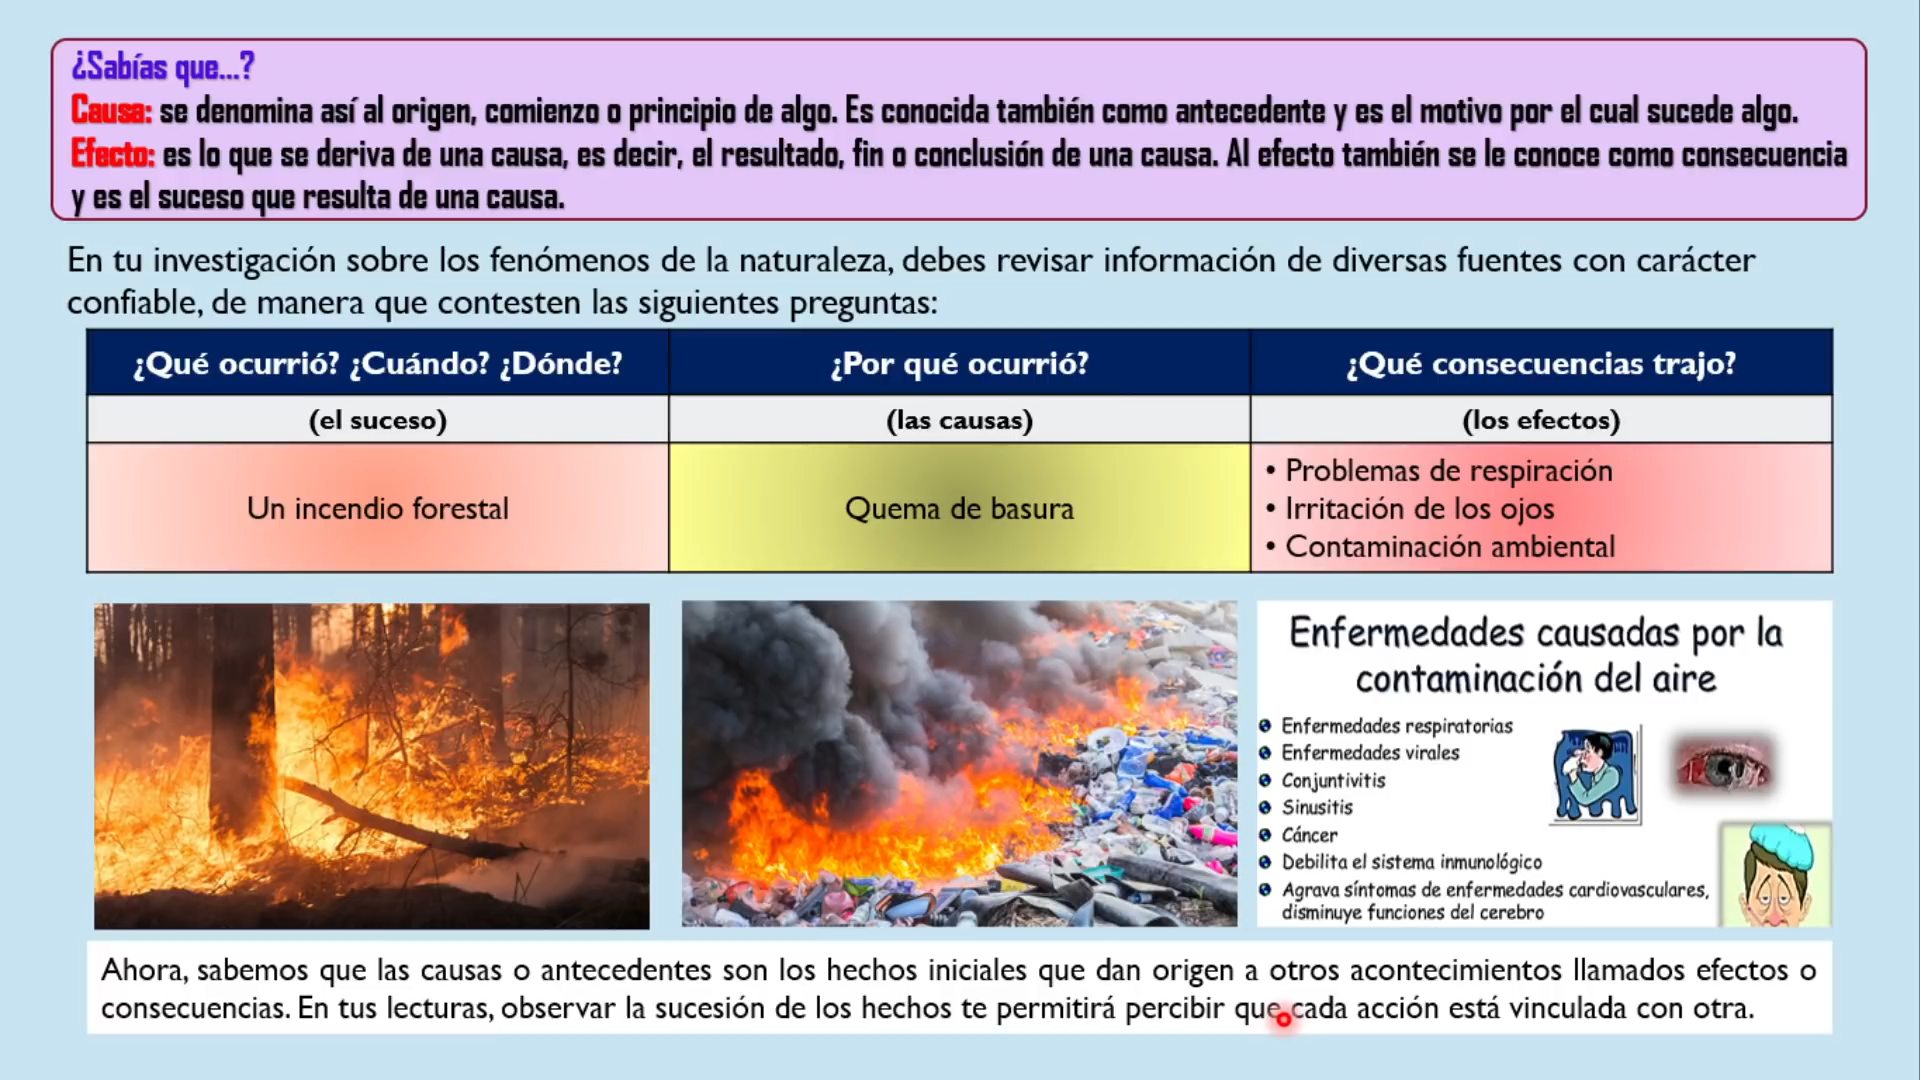 ¿Sabías que...?
Causa: se denomina así al origen, comienzo o principio de algo. Es conocida también como antecedente y es el motivo por el cual sucede algo.
Efecto: es lo que se deriva de una causa, es decir, el resultado, fin o conclusión de una causa. Al efecto también se le conoce como consecuencia
y es el suceso que resulta de una causa.
En tu investigación sobre los fenómenos de la naturaleza, debes revisar información de diversas fuentes con carácter
confiable, de manera que contesten las siguientes preguntas:
¿Qué ocurrió? ¿Cuándo? ¿Dónde?
¿Por qué ocurrió?
¿Qué consecuencias trajo?
(el suceso)
(las causas)
(los efectos)
Un incendio forestal
Quema de basura
• Problemas de respiración
• Irritación de los ojos
• Contaminación ambiental
Enfermedades causadas por la
contaminación del aire
Enfermedades respiratorias
Enfermedades virales
Conjuntivitis
Sinusitis
Cáncer
Debilita el sistema inmunológico
Agrava síntomas de enfermedades cardiovasculares,
disminuye funciones del cerebro
Ahora, sabemos que las causas o antecedentes son los hechos iniciales que dan origen a otros acontecimientos llamados efectos o
consecuencias. En tus lecturas, observar la sucesión de los hechos te permitirá percibir que cada acción está vinculada con otra.